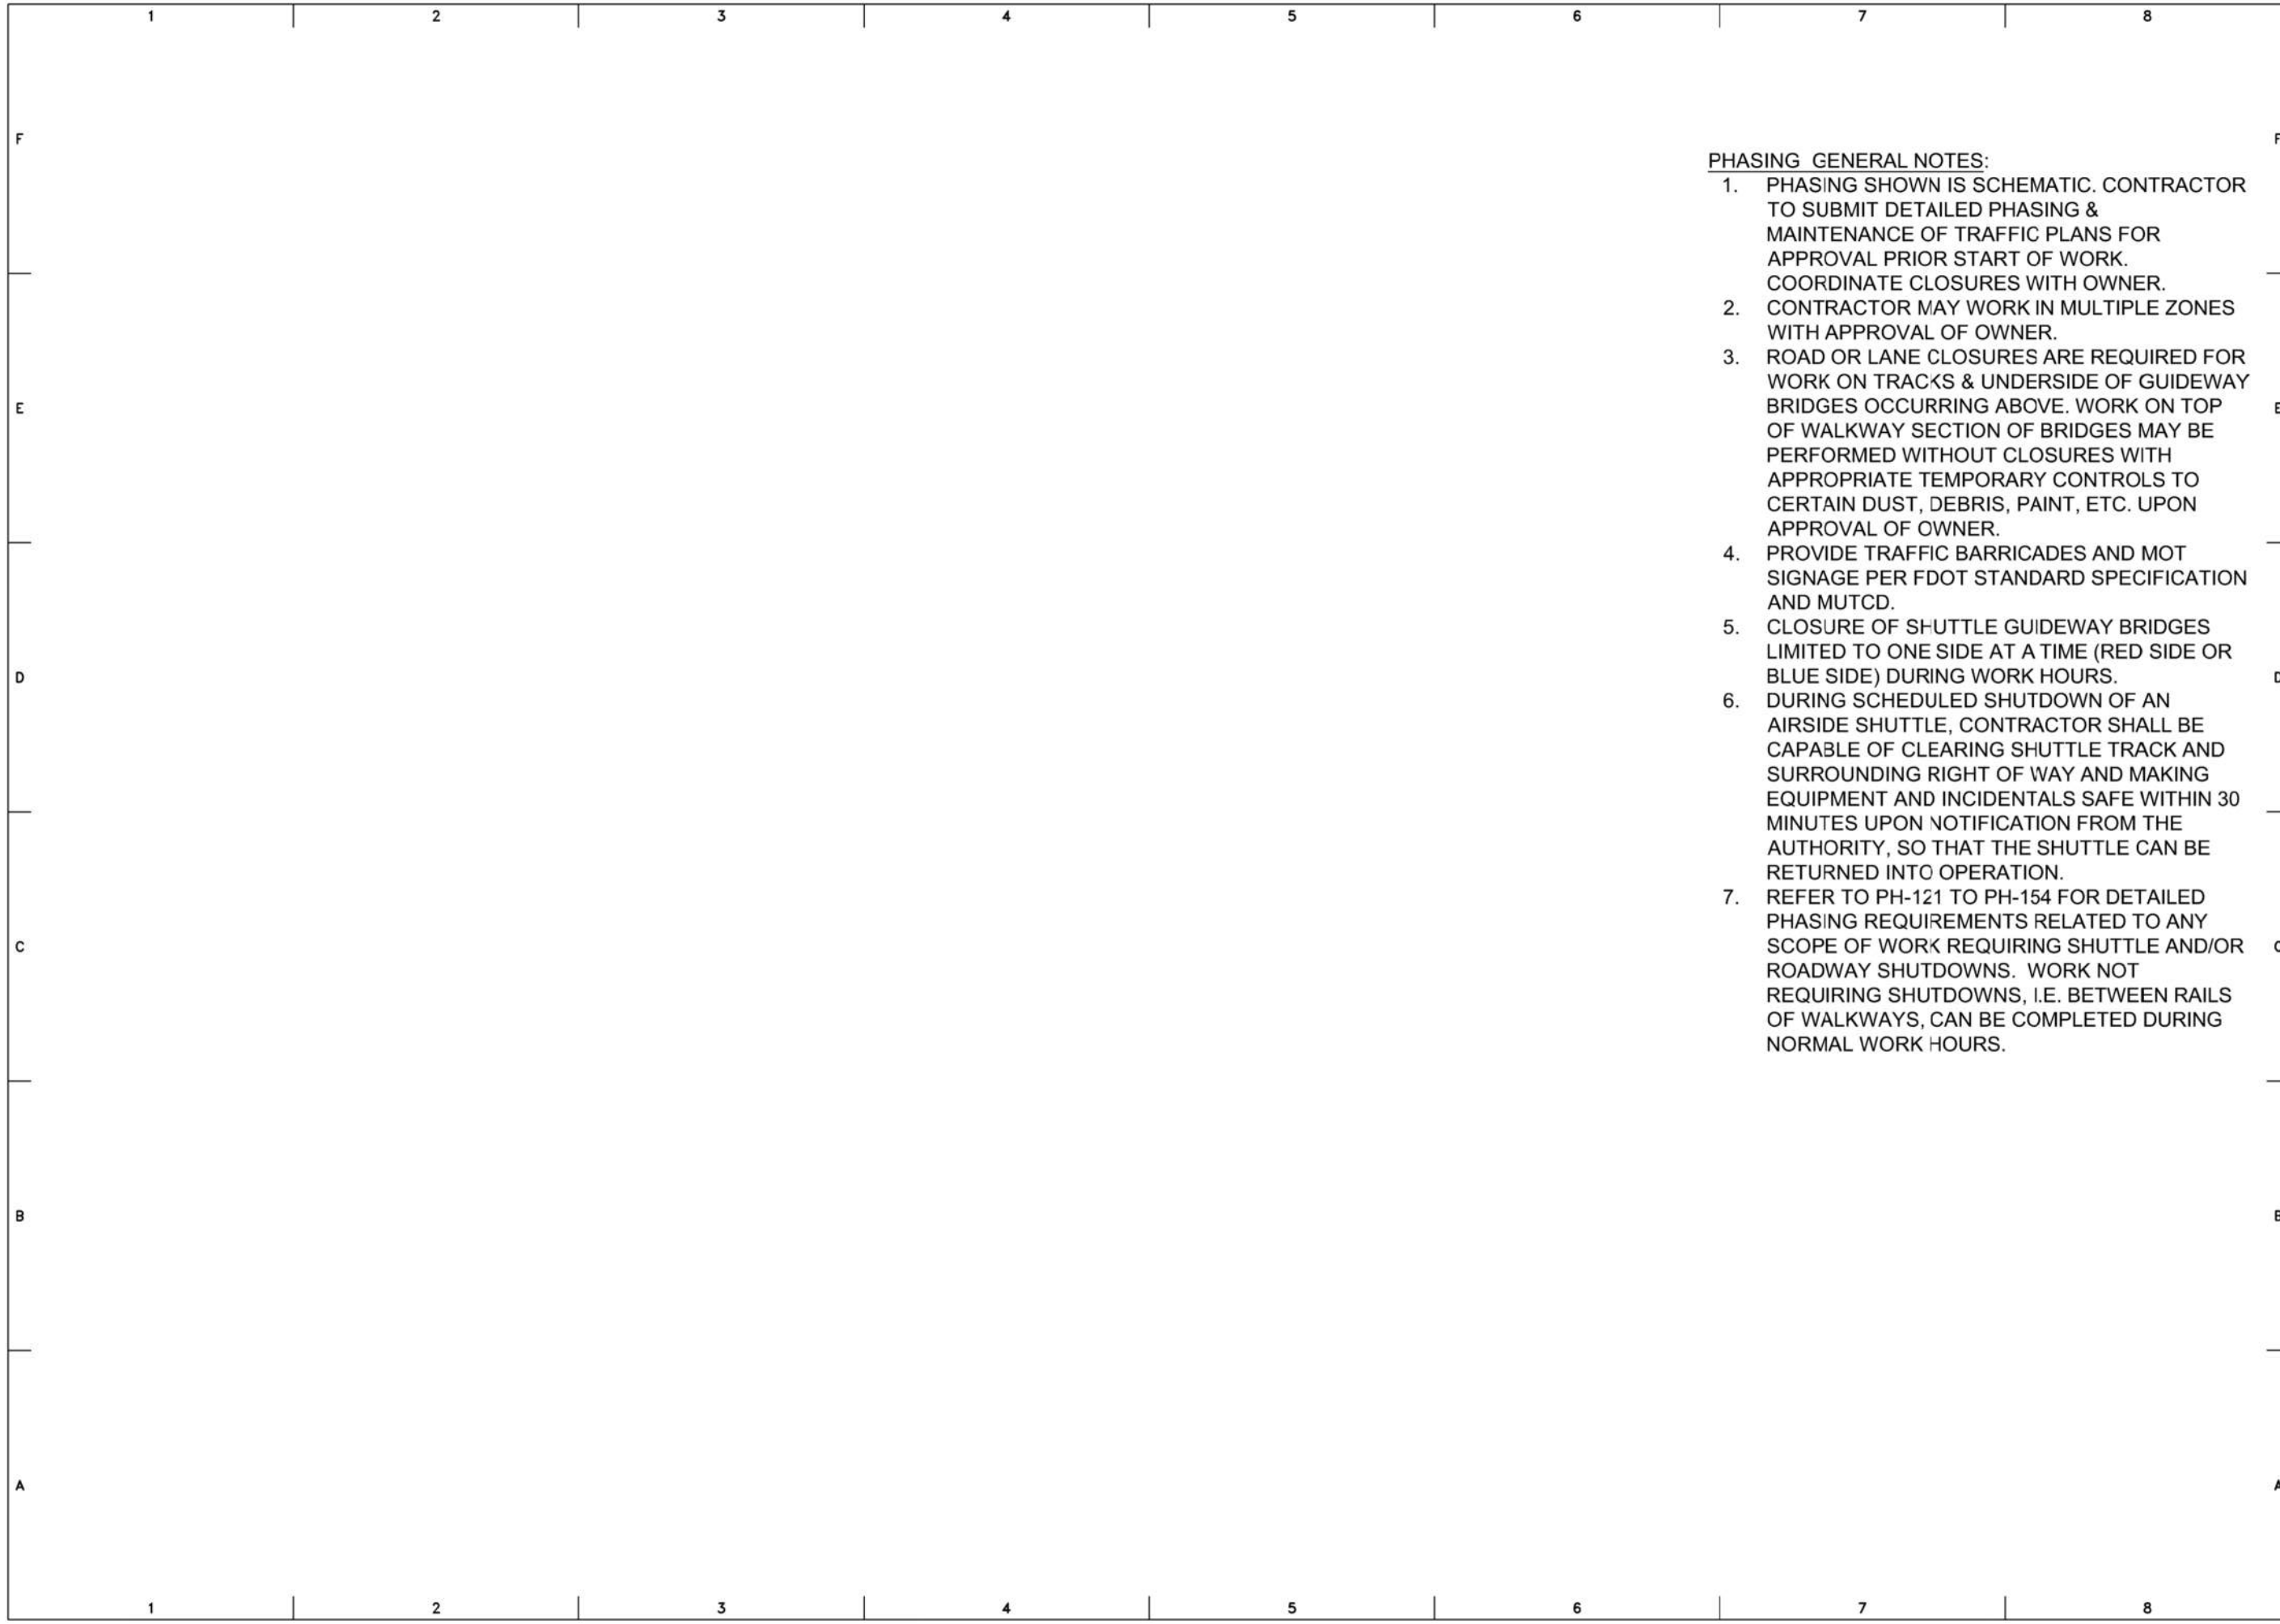 1 2 3 4 5 6 7 8
F F
PHASING GENERAL NOTES:
1. PHASING SHOWN IS SCHEMATIC. CONTRACTOR
TO SUBMIT DETAILED PHASING &
MAINTENANCE OF TRAFFIC PLANS FOR
APPROVAL PRIOR START OF WORK.
COORDINATE CLOSURES WITH OWNER.
2. CONTRACTOR MAY WORK IN MULTIPLE ZONES
WITH APPROVAL OF OWNER.
3. ROAD OR LANE CLOSURES ARE REQUIRED FOR
WORK ON TRACKS & UNDERSIDE OF GUIDEWAY
E BRIDGES OCCURRING ABOVE. WORK ON TOP E
OF WALKWAY SECTION OF BRIDGES MAY BE
PERFORMED WITHOUT CLOSURES WITH
APPROPRIATE TEMPORARY CONTROLS TO
CERTAIN DUST, DEBRIS, PAINT, ETC. UPON
APPROVAL OF OWNER.
4. PROVIDE TRAFFIC BARRICADES AND MOT
SIGNAGE PER FDOT STANDARD SPECIFICATION
AND MUTCD.
5. CLOSURE OF SHUTTLE GUIDEWAY BRIDGES
LIMITED TO ONE SIDE AT A TIME (RED SIDE OR
D BLUE SIDE) DURING WORK HOURS. D
6. DURING SCHEDULED SHUTDOWN OF AN
AIRSIDE SHUTTLE, CONTRACTOR SHALL BE
CAPABLE OF CLEARING SHUTTLE TRACK AND
SURROUNDING RIGHT OF WAY AND MAKING
EQUIPMENT AND INCIDENTALS SAFE WITHIN 30
MINUTES UPON NOTIFICATION FROM THE
AUTHORITY, SO THAT THE SHUTTLE CAN BE
RETURNED INTO OPERATION.
7. REFER TO PH-121 TO PH-154 FOR DETAILED
PHASING REQUIREMENTS RELATED TO ANY
C SCOPE OF WORK REQUIRING SHUTTLE AND/OR C
ROADWAY SHUTDOWNS. WORK NOT
REQUIRING SHUTDOWNS, I.E. BETWEEN RAILS
OF WALKWAYS, CAN BE COMPLETED DURING
NORMAL WORK HOURS.
B B
A A
1 2 3 4 5 6 7 8